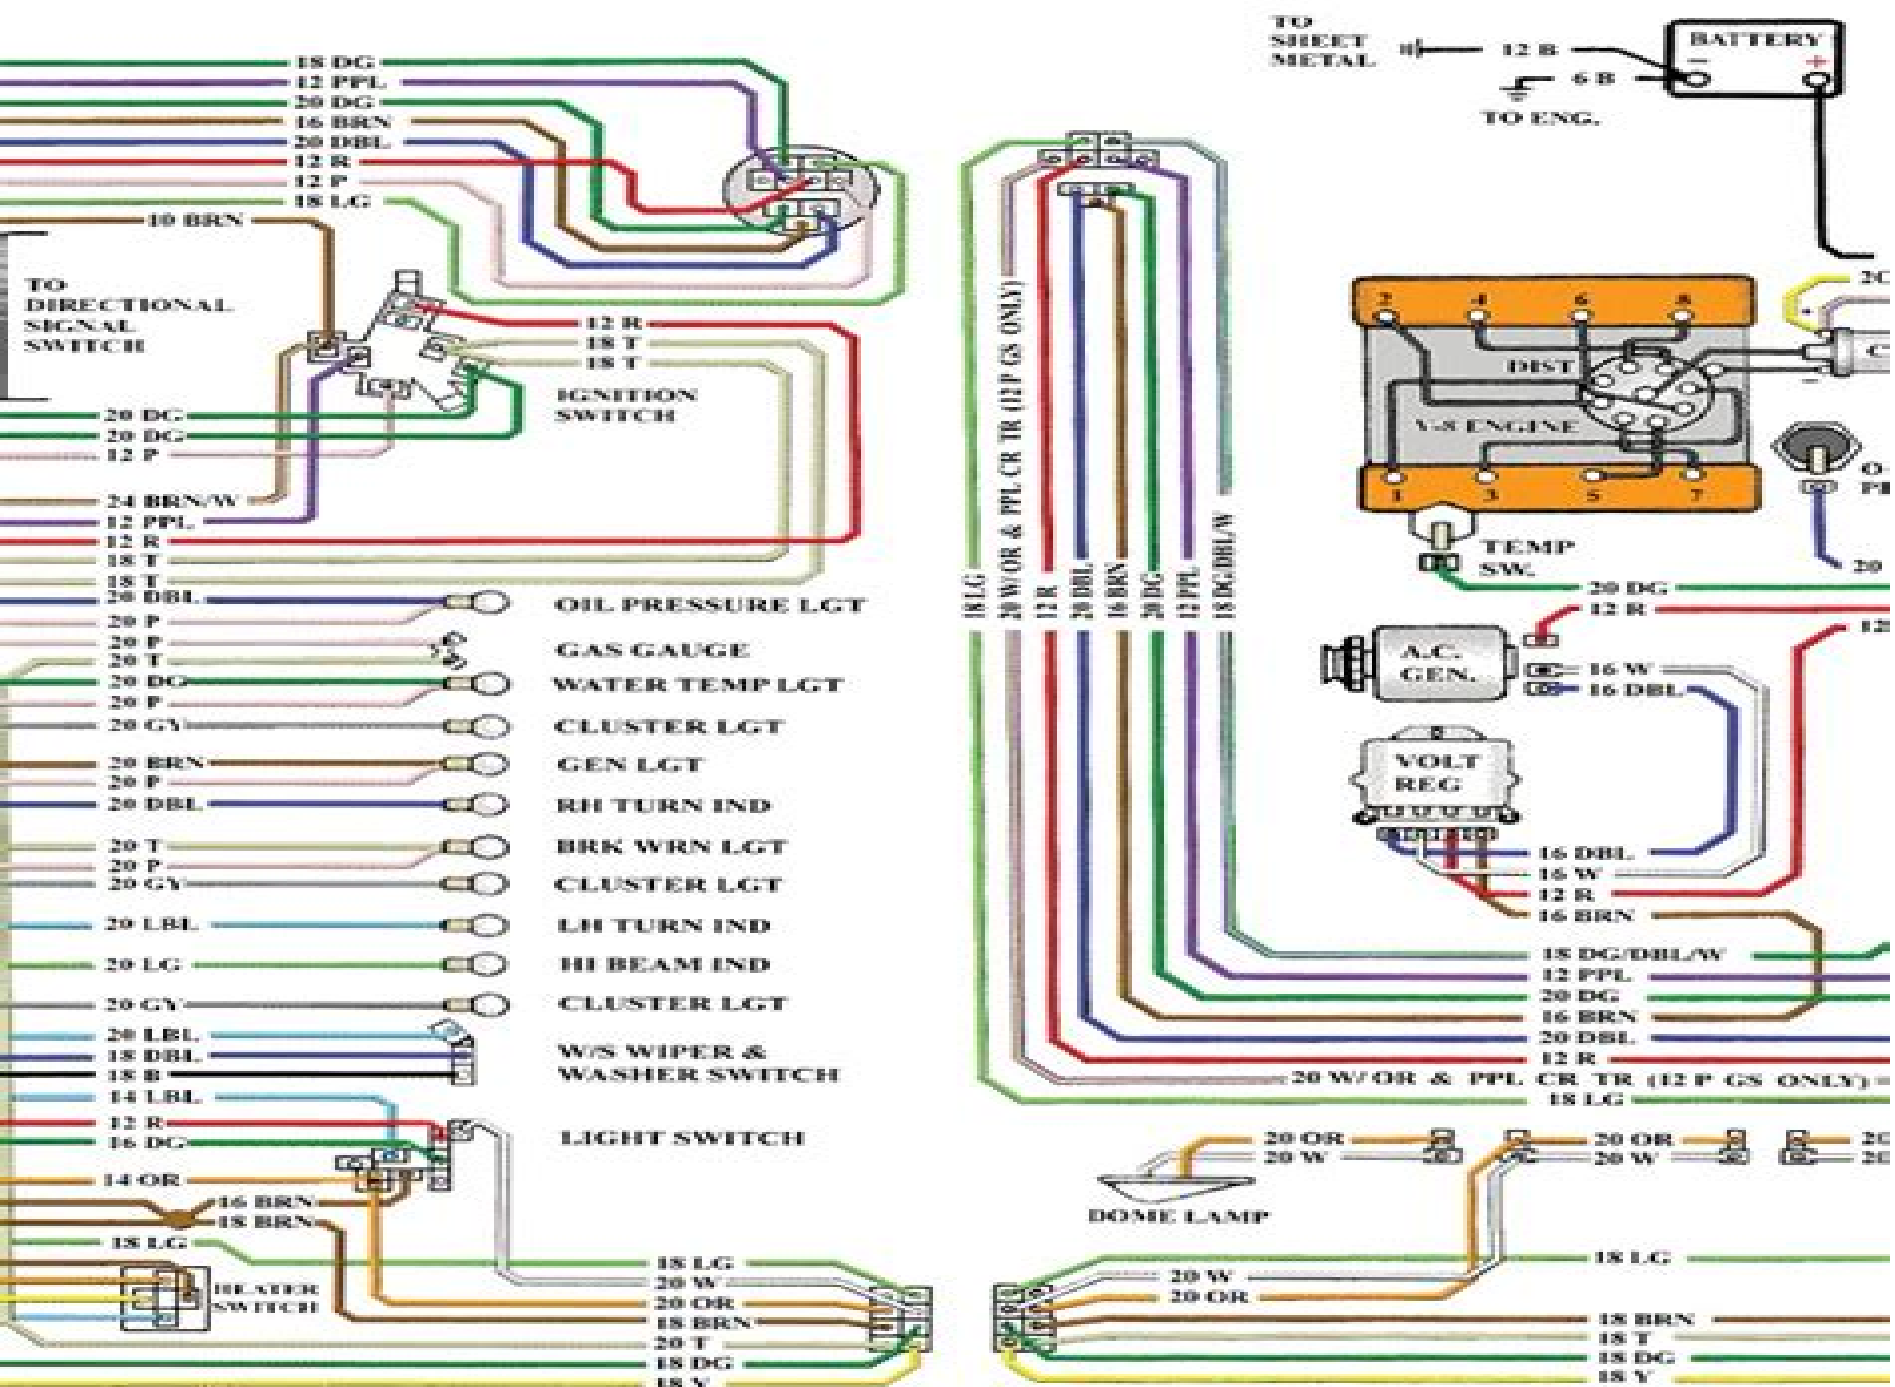 18 DG
12 PPL
20 DG
16 BRN
20 DBL
12 R
12 P
18 LG
10 BRN
TO
DIRECTIONAL
SIGNAL
SWITCH
12 R
18 T
18 T
IGNITION
SWITCH
20 DG
20 DG
12 P
24 BRN/W
12 PPL
12 R
18 T
18 T
20 DBL
20 P
OIL PRESSURE LGT
20 P
20 T
GAS GAUGE
20 DG
20 P
WATER TEMP LGT
20 GY
CLUSTER LGT
20 BRN
20 P
GEN LGT
20 DBL
RH TURN IND
20 T
20 P
BRK WRN LGT
20 GY
CLUSTER LGT
20 LBL
LH TURN IND
20 LG
HI BEAM IND
20 GY
CLUSTER LGT
20 LBL
18 DBL
18 B
W/S WIPER &
WASHER SWITCH
14 LBL
12 R
16 DG
LIGHT SWITCH
14 OR
16 BRN
18 BRN
18 LG
HEATER
SWITCH
18 LG
20 W
20 OR
18 BRN
20 T
18 DG
18 Y
18 LG
20 W/OR & PPL CR TR (12 P GS ONLY)
12 R
20 DBL
16 BRN
20 DG
12 PPL
18 DG/DBL/W
TO
SHEET
METAL
12 B
6 B
TO ENG.
BATTERY
−
+
2 4 6 8
DIST
V-8 ENGINE
1 3 5 7
TEMP
SW.
20
20 DG
12 R
12
A.C.
GEN.
16 W
16 DBL
VOLT
REG
16 DBL
16 W
12 R
16 BRN
18 DG/DBL/W
12 PPL
20 DG
16 BRN
20 DBL
12 R
20 W/ OR & PPL CR TR (12 P GS ONLY)
18 LG
20 OR
20 W
20 OR
20 W
DOME LAMP
18 LG
20 W
20 OR
18 BRN
18 T
18 DG
18 Y